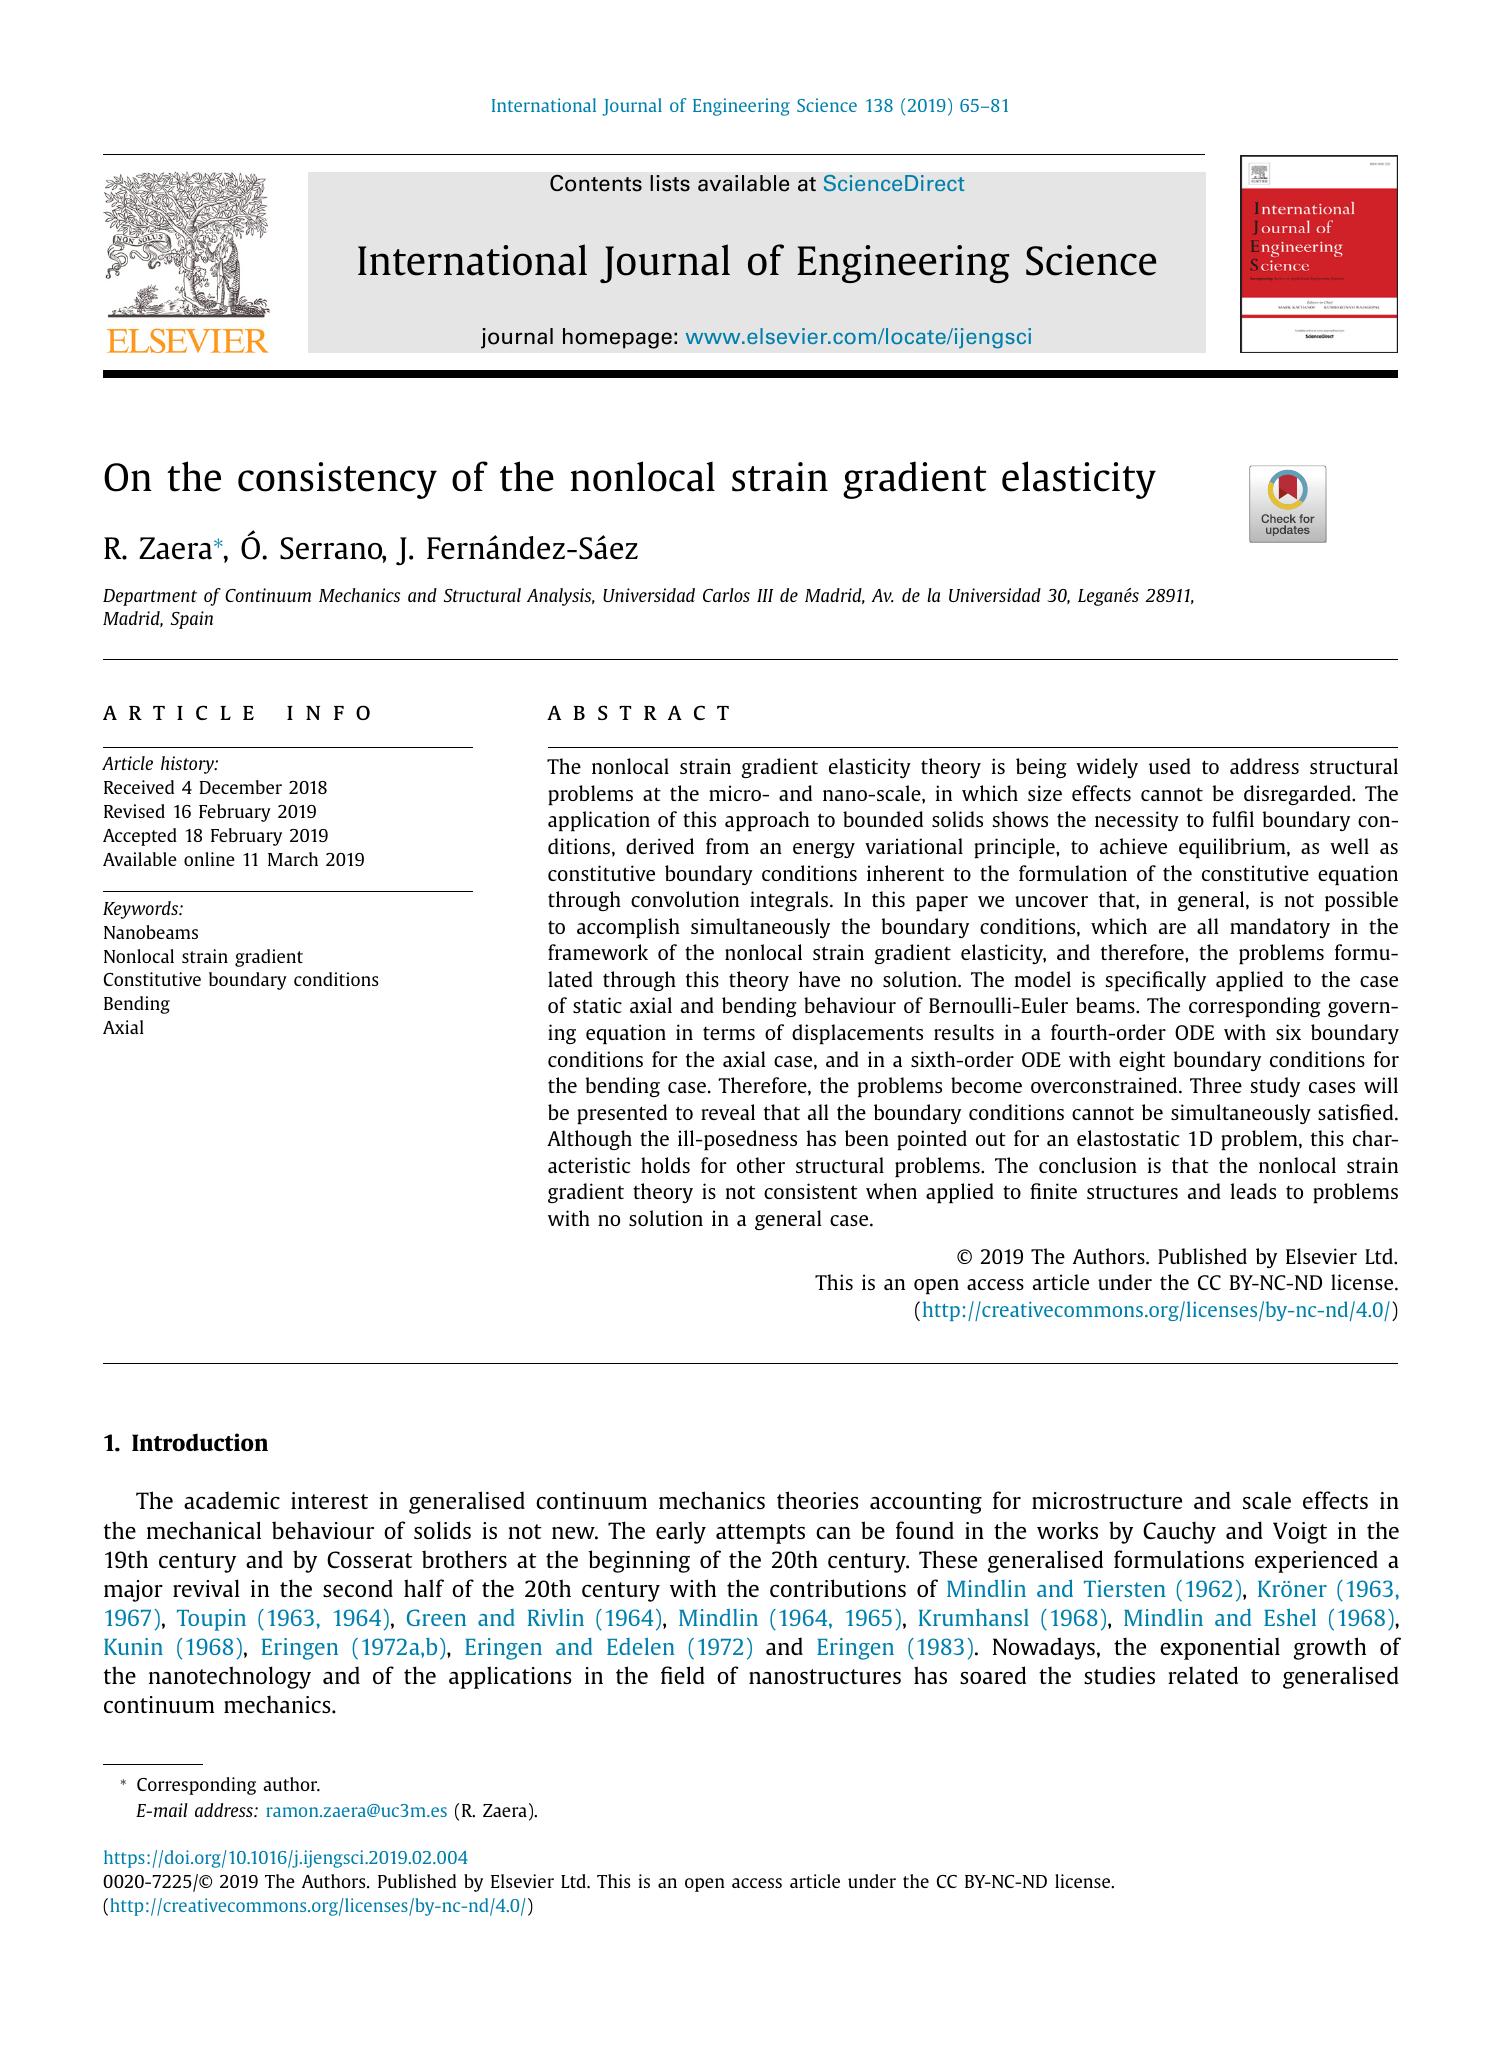 International Journal of Engineering Science 138 (2019) 65–81
NON SOLUS
ELSEVIER
Contents lists available at ScienceDirect
International Journal of Engineering Science
journal homepage: www.elsevier.com/locate/ijengsci
International
Journal of
Engineering
Science
ScienceDirect
On the consistency of the nonlocal strain gradient elasticity
Check for
updates
R. Zaera*, Ó. Serrano, J. Fernández-Sáez
Department of Continuum Mechanics and Structural Analysis, Universidad Carlos III de Madrid, Av. de la Universidad 30, Leganés 28911,
Madrid, Spain
ARTICLE INFO
Article history:
Received 4 December 2018
Revised 16 February 2019
Accepted 18 February 2019
Available online 11 March 2019
Keywords:
Nanobeams
Nonlocal strain gradient
Constitutive boundary conditions
Bending
Axial
ABSTRACT
The nonlocal strain gradient elasticity theory is being widely used to address structural
problems at the micro- and nano-scale, in which size effects cannot be disregarded. The
application of this approach to bounded solids shows the necessity to fulfil boundary con-
ditions, derived from an energy variational principle, to achieve equilibrium, as well as
constitutive boundary conditions inherent to the formulation of the constitutive equation
through convolution integrals. In this paper we uncover that, in general, is not possible
to accomplish simultaneously the boundary conditions, which are all mandatory in the
framework of the nonlocal strain gradient elasticity, and therefore, the problems formu-
lated through this theory have no solution. The model is specifically applied to the case
of static axial and bending behaviour of Bernoulli-Euler beams. The corresponding govern-
ing equation in terms of displacements results in a fourth-order ODE with six boundary
conditions for the axial case, and in a sixth-order ODE with eight boundary conditions for
the bending case. Therefore, the problems become overconstrained. Three study cases will
be presented to reveal that all the boundary conditions cannot be simultaneously satisfied.
Although the ill-posedness has been pointed out for an elastostatic 1D problem, this char-
acteristic holds for other structural problems. The conclusion is that the nonlocal strain
gradient theory is not consistent when applied to finite structures and leads to problems
with no solution in a general case.
© 2019 The Authors. Published by Elsevier Ltd.
This is an open access article under the CC BY-NC-ND license.
(http://creativecommons.org/licenses/by-nc-nd/4.0/)
1. Introduction
The academic interest in generalised continuum mechanics theories accounting for microstructure and scale effects in
the mechanical behaviour of solids is not new. The early attempts can be found in the works by Cauchy and Voigt in the
19th century and by Cosserat brothers at the beginning of the 20th century. These generalised formulations experienced a
major revival in the second half of the 20th century with the contributions of Mindlin and Tiersten (1962), Kröner (1963,
1967), Toupin (1963, 1964), Green and Rivlin (1964), Mindlin (1964, 1965), Krumhansl (1968), Mindlin and Eshel (1968),
Kunin (1968), Eringen (1972a,b), Eringen and Edelen (1972) and Eringen (1983). Nowadays, the exponential growth of
the nanotechnology and of the applications in the field of nanostructures has soared the studies related to generalised
continuum mechanics.
* Corresponding author.
E-mail address: ramon.zaera@uc3m.es (R. Zaera).
https://doi.org/10.1016/j.ijengsci.2019.02.004
0020-7225/© 2019 The Authors. Published by Elsevier Ltd. This is an open access article under the CC BY-NC-ND license.
(http://creativecommons.org/licenses/by-nc-nd/4.0/)